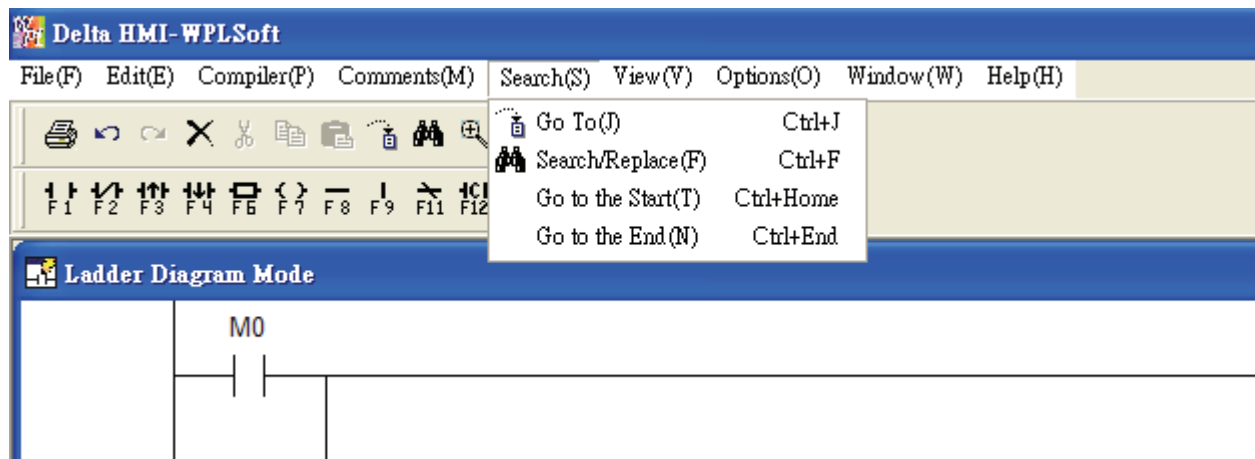 Delta HMI-WPLSoft
File(F) Edit(E) Compiler(P) Comments(M) Search(S) View(V) Options(O) Window(W) Help(H)
Go To(J) Ctrl+J
Search/Replace(F) Ctrl+F
F1 F2 F3 F4 F6 F7 F8 F9 F11 F12
Go to the Start(T) Ctrl+Home
Go to the End(N) Ctrl+End
Ladder Diagram Mode
M0